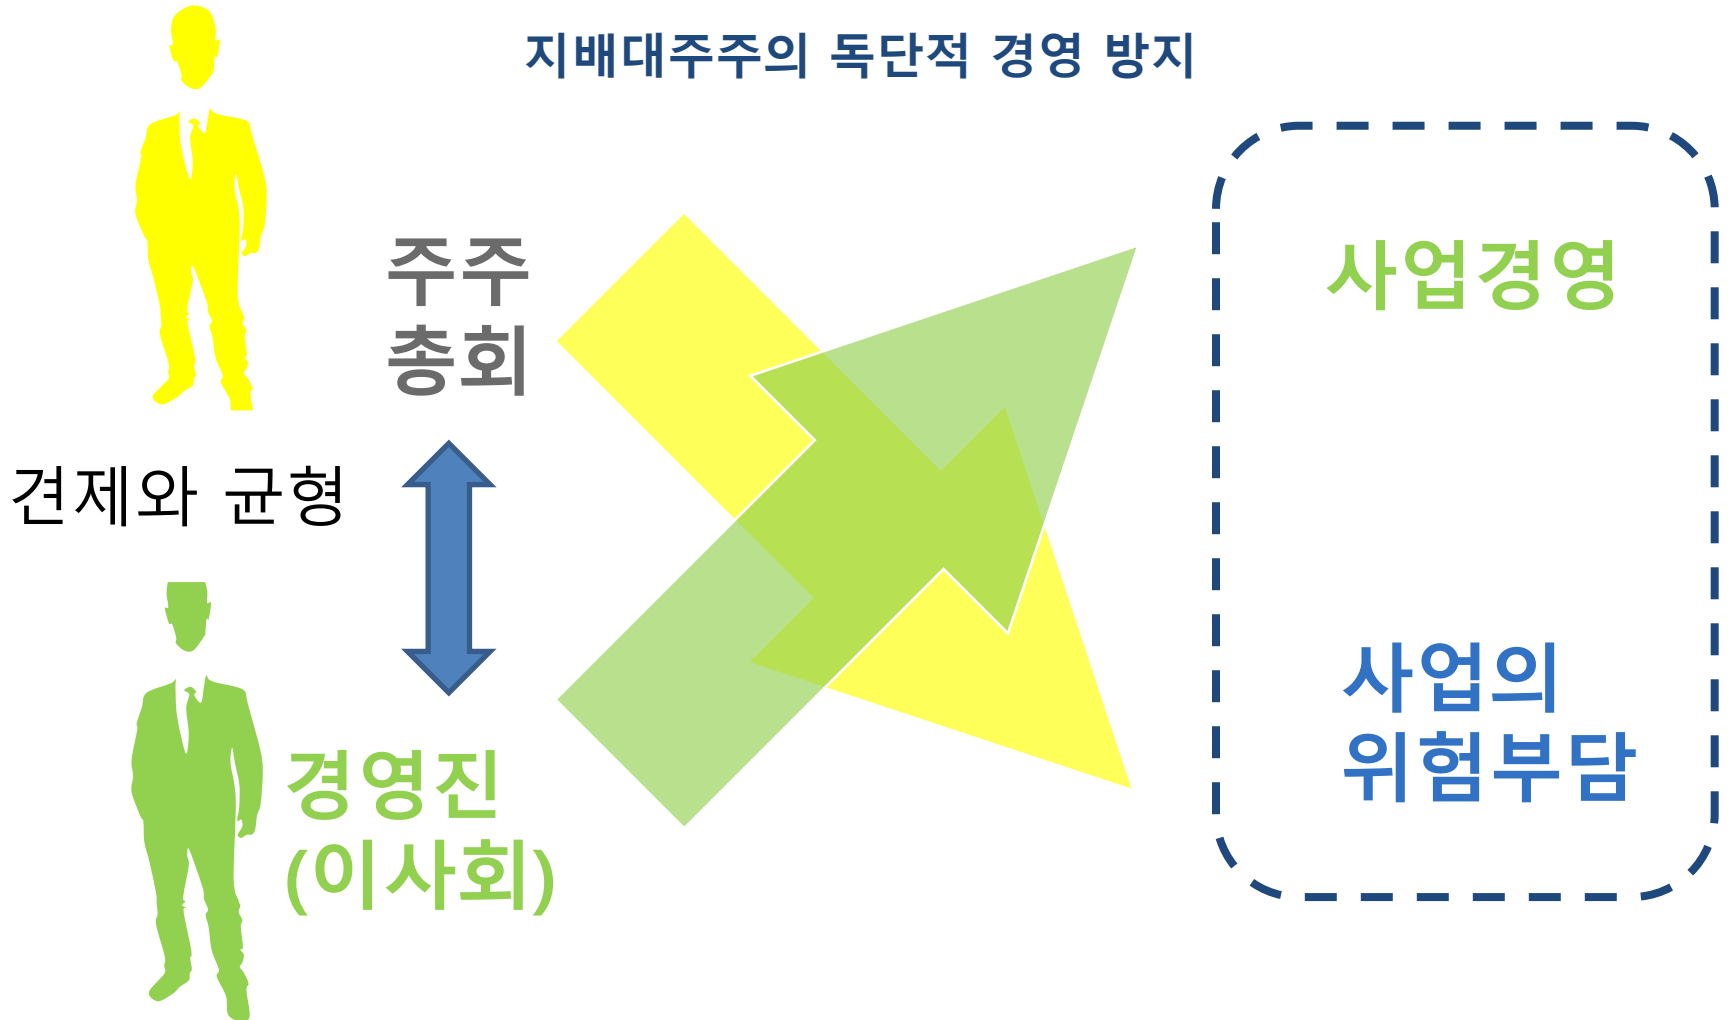 지배대주주의 독단적 경영 방지
주주
총회
사업경영
견제와 균형
사업의
위험부담
경영진
(이사회)